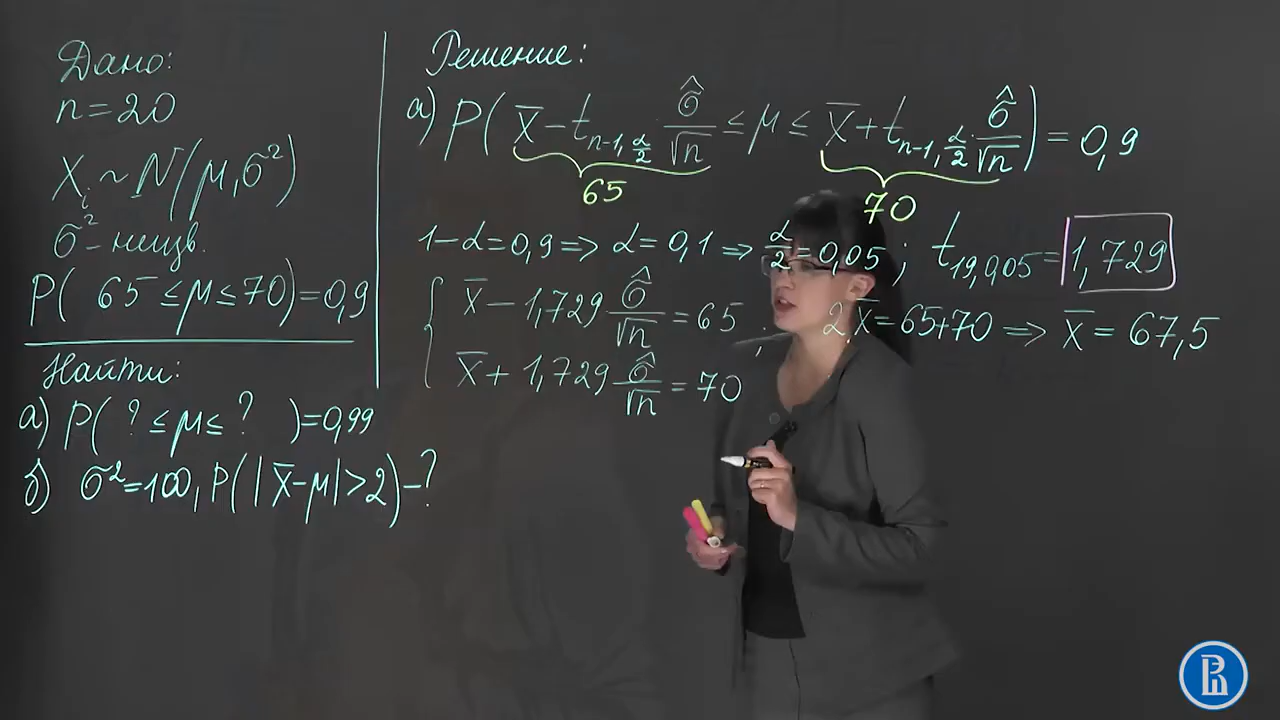 Дано:
n=20
Xᵢ ~ N(μ, σ²)
σ² - неизв.
P( 65 ≤ μ ≤ 70)=0,9
Найти:
а) P( ? ≤ μ ≤ ? )=0,99
б) σ²=100, P(|X̄-μ|>2)-?
Решение:
а) P( X̄ - t_{n-1, α/2} · σ̂/√n ≤ μ ≤ X̄ + t_{n-1, α/2} · σ̂/√n ) = 0,9
65 70
1-α=0,9 => α=0,1 => α/2=0,05 ; t_{19, 0,05}= 1,729
{ X̄ - 1,729 σ̂/√n = 65 ; 2X̄=65+70 => X̄ = 67,5
X̄ + 1,729 σ̂/√n = 70